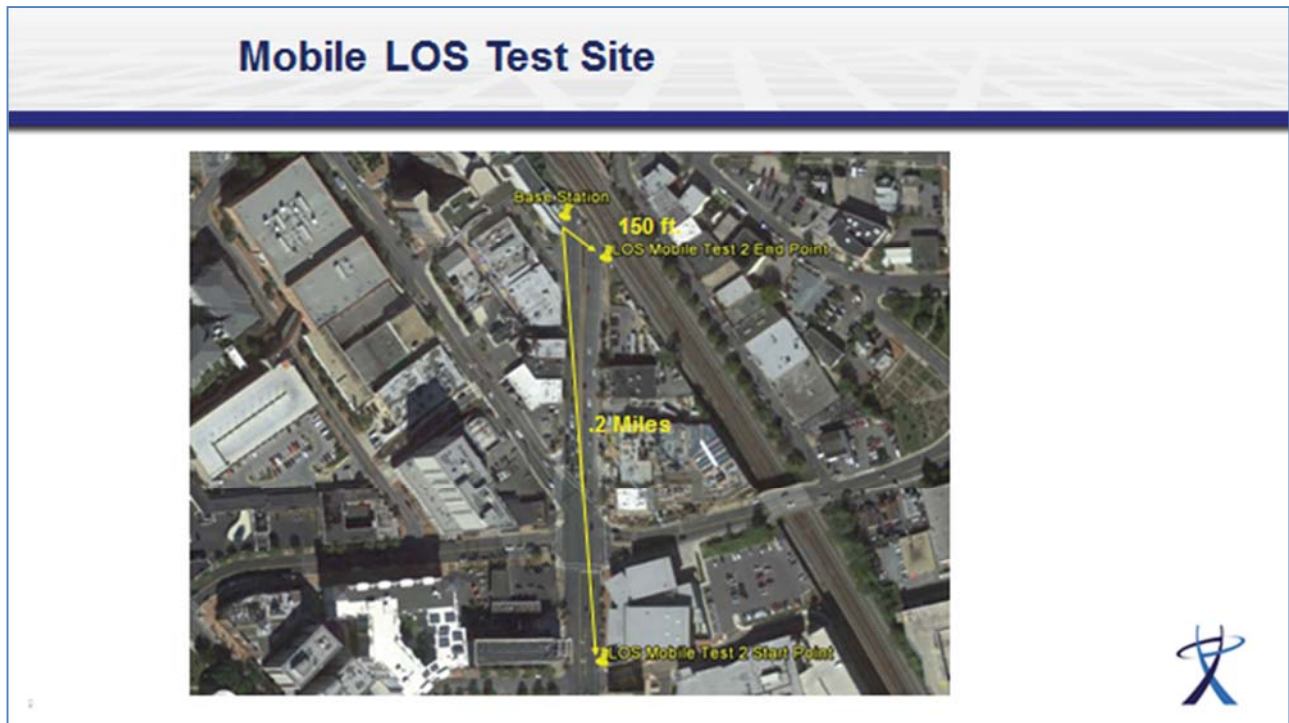 Mobile LOS Test Site
Base Station
150 ft.
LOS Mobile Test 2 End Point
.2 Miles
LOS Mobile Test 2 Start Point